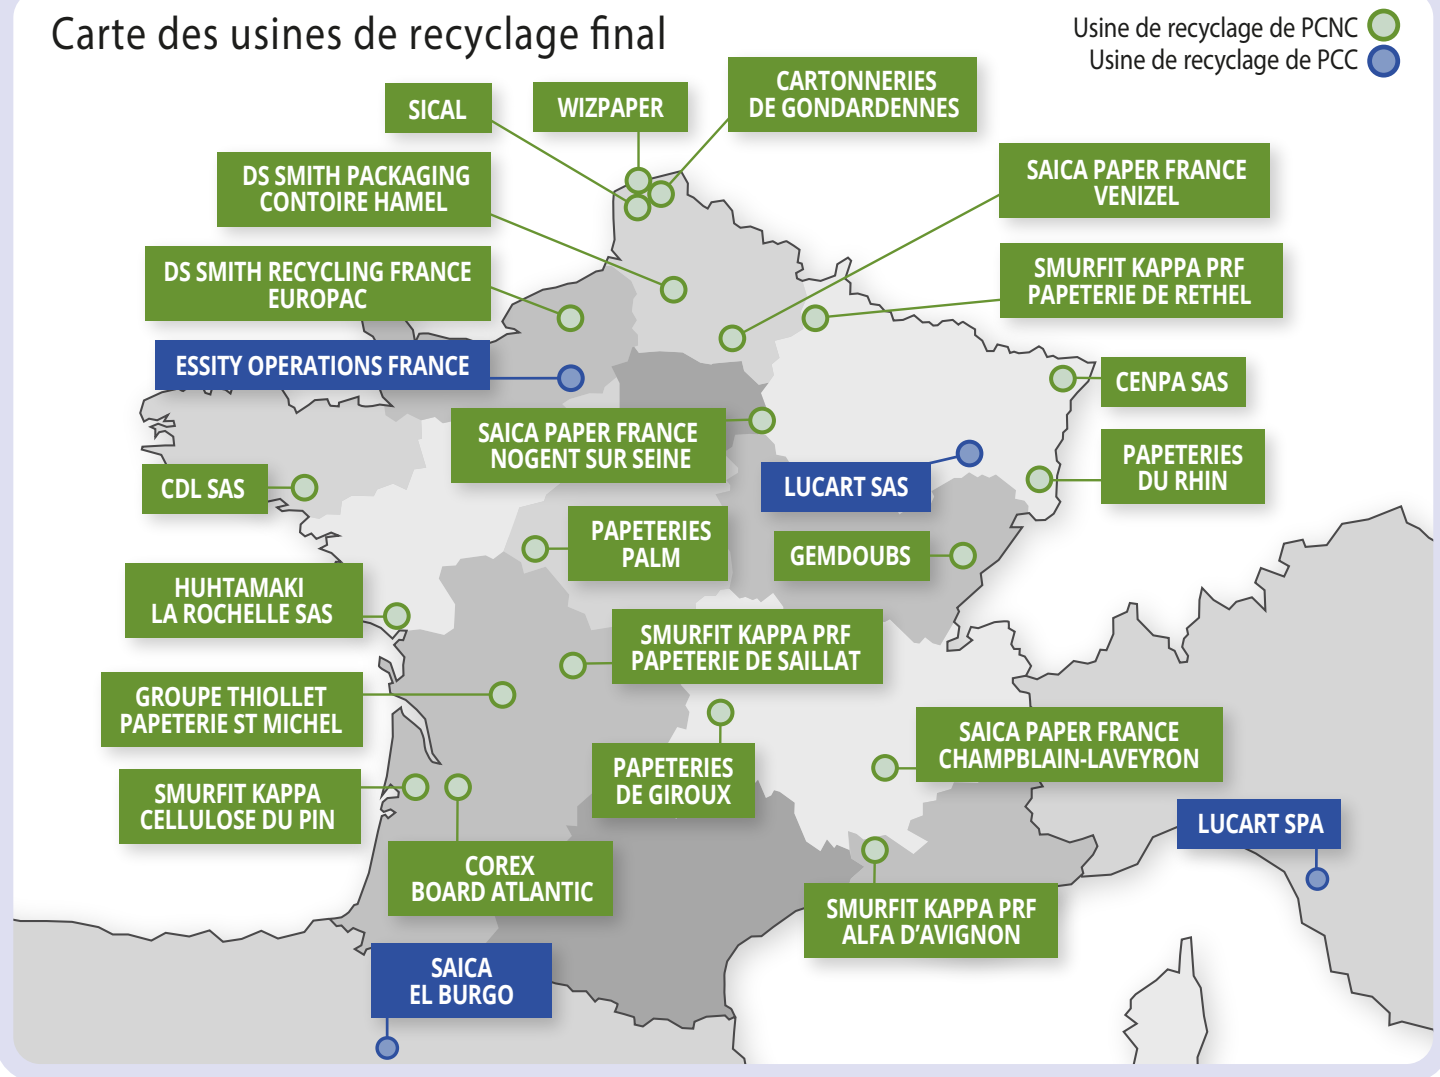 Carte des usines de recyclage final
Usine de recyclage de PCNC
Usine de recyclage de PCC
SICAL
WIZPAPER
CARTONNERIES
DE GONDARDENNES
DS SMITH PACKAGING
CONTOIRE HAMEL
SAICA PAPER FRANCE
VENIZEL
DS SMITH RECYCLING FRANCE
EUROPAC
SMURFIT KAPPA PRF
PAPETERIE DE RETHEL
ESSITY OPERATIONS FRANCE
CENPA SAS
SAICA PAPER FRANCE
NOGENT SUR SEINE
PAPETERIES
DU RHIN
CDL SAS
LUCART SAS
PAPETERIES
PALM
GEMDOUBS
HUHTAMAKI
LA ROCHELLE SAS
SMURFIT KAPPA PRF
PAPETERIE DE SAILLAT
GROUPE THIOLLET
PAPETERIE ST MICHEL
SAICA PAPER FRANCE
CHAMPBLAIN-LAVEYRON
PAPETERIES
DE GIROUX
SMURFIT KAPPA
CELLULOSE DU PIN
LUCART SPA
COREX
BOARD ATLANTIC
SMURFIT KAPPA PRF
ALFA D'AVIGNON
SAICA
EL BURGO